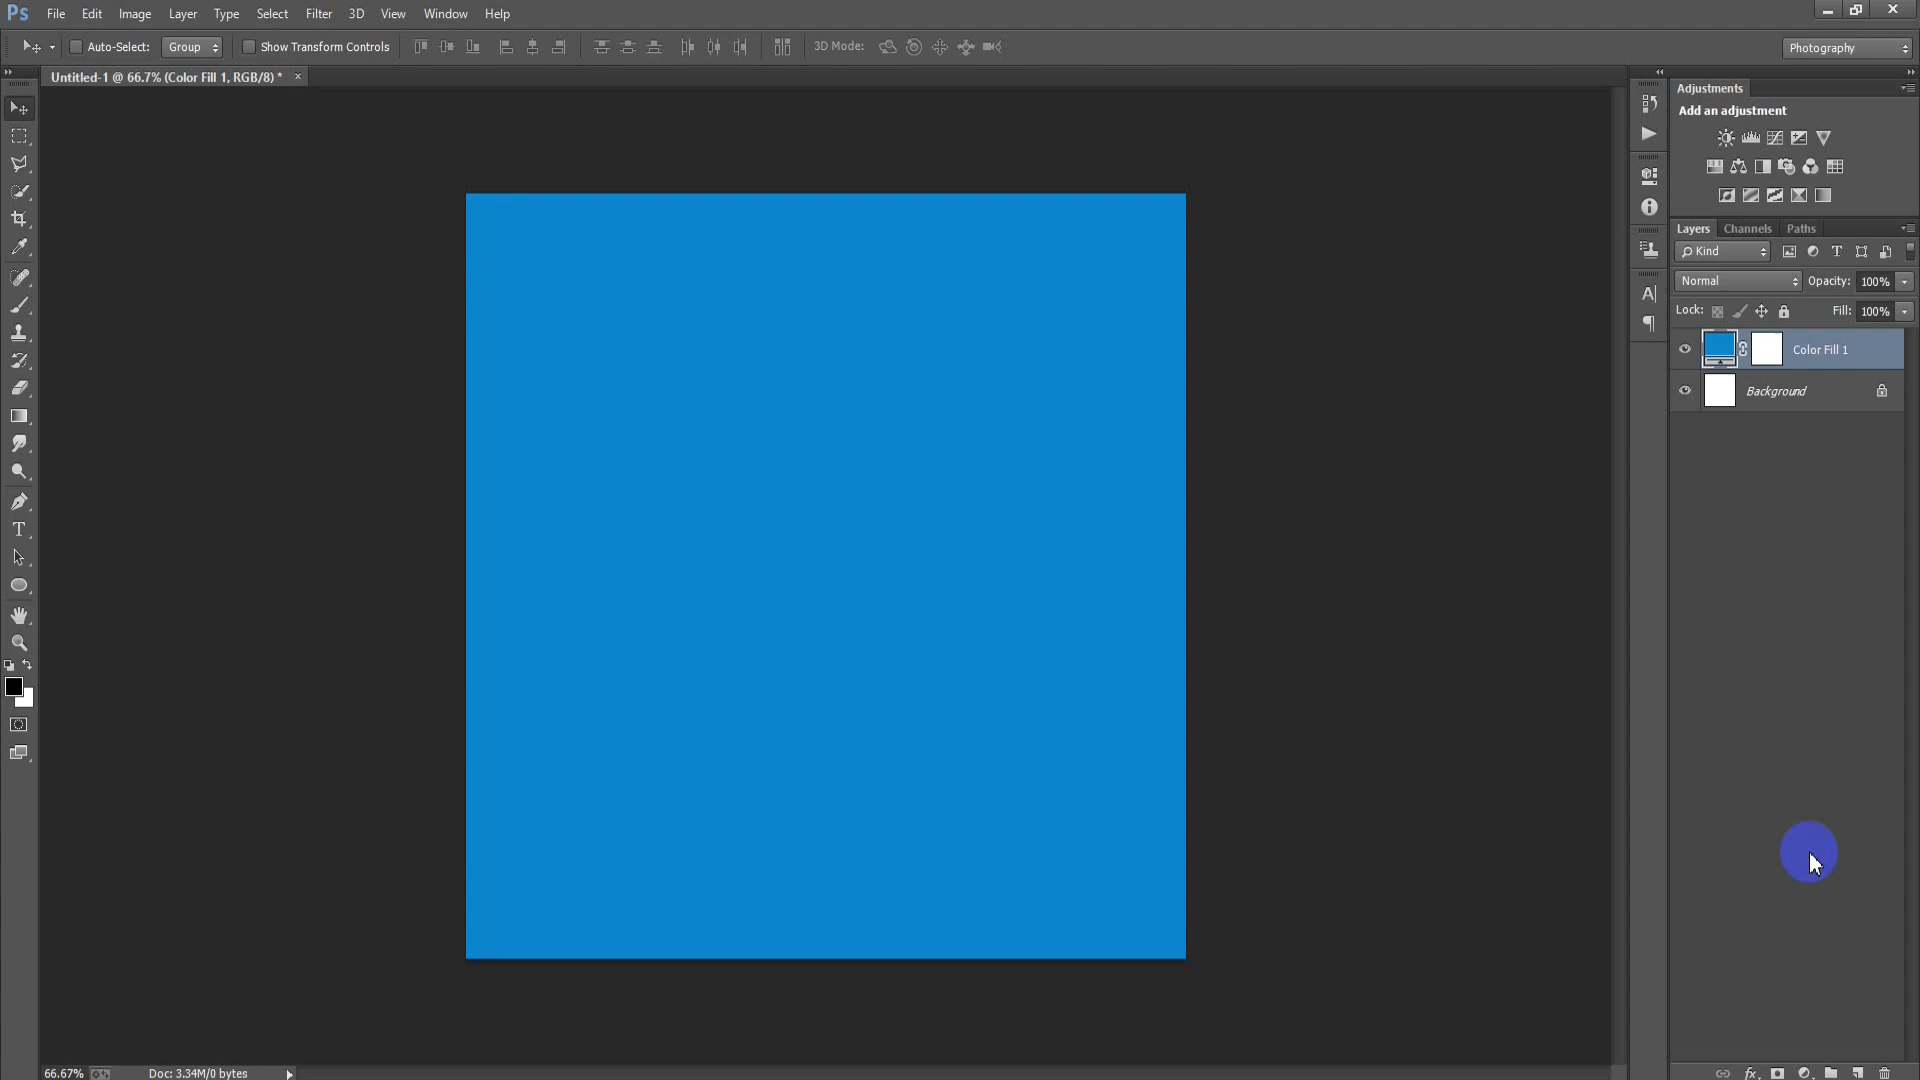 Ps File Edit Image Layer Type Select Filter 3D View Window Help
Auto-Select: Group Show Transform Controls 3D Mode: Photography
Untitled-1 @ 66.7% (Color Fill 1, RGB/8) * ×
Adjustments
Add an adjustment
Layers Channels Paths
Kind
Normal Opacity: 100%
Lock: Fill: 100%
Color Fill 1
Background
66.67% Doc: 3.34M/0 bytes